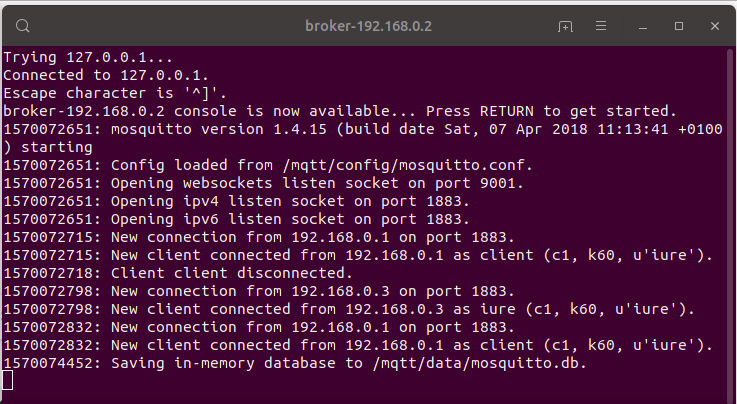 broker-192.168.0.2
Trying 127.0.0.1...
Connected to 127.0.0.1.
Escape character is '^]'.
broker-192.168.0.2 console is now available... Press RETURN to get started.
1570072651: mosquitto version 1.4.15 (build date Sat, 07 Apr 2018 11:13:41 +0100
) starting
1570072651: Config loaded from /mqtt/config/mosquitto.conf.
1570072651: Opening websockets listen socket on port 9001.
1570072651: Opening ipv4 listen socket on port 1883.
1570072651: Opening ipv6 listen socket on port 1883.
1570072715: New connection from 192.168.0.1 on port 1883.
1570072715: New client connected from 192.168.0.1 as client (c1, k60, u'iure').
1570072718: Client client disconnected.
1570072798: New connection from 192.168.0.3 on port 1883.
1570072798: New client connected from 192.168.0.3 as iure (c1, k60, u'iure').
1570072832: New connection from 192.168.0.1 on port 1883.
1570072832: New client connected from 192.168.0.1 as client (c1, k60, u'iure').
1570074452: Saving in-memory database to /mqtt/data/mosquitto.db.